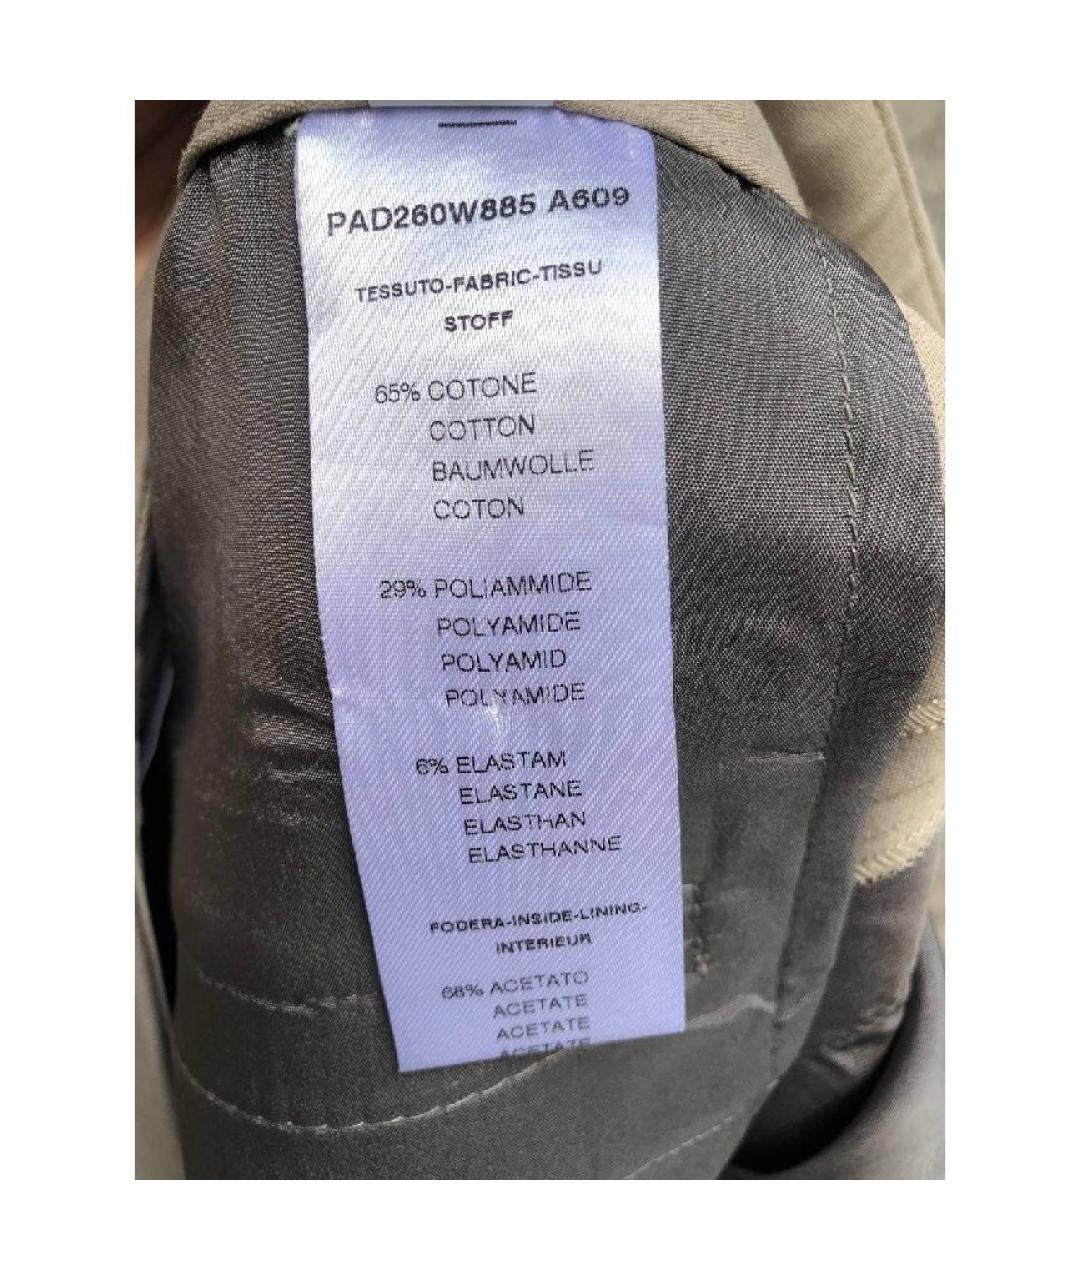 PAD260W885 A609
TESSUTO-FABRIC-TISSU
STOFF
65% COTONE
COTTON
BAUMWOLLE
COTON
29% POLIAMMIDE
POLYAMIDE
POLYAMID
POLYAMIDE
6% ELASTAM
ELASTANE
ELASTHAN
ELASTHANNE
FODERA-INSIDE-LINING-
INTERIEUR
68% ACETATO
ACETATE
ACETATE
ACETATE